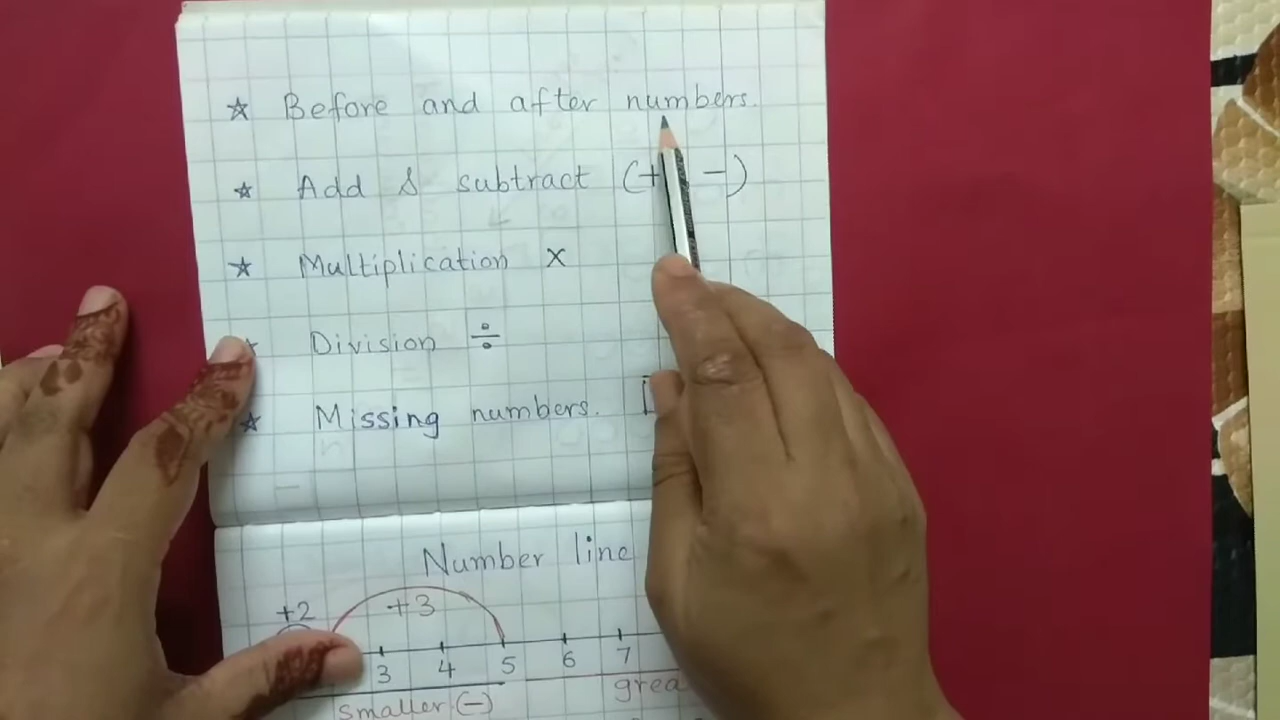 ☆ Before and after numbers.
☆ Add & subtract (+ -)
☆ Multiplication ×
Division ÷
☆ Missing numbers.
Number line
+2 +3
3 4 5 6 7
smaller (-)